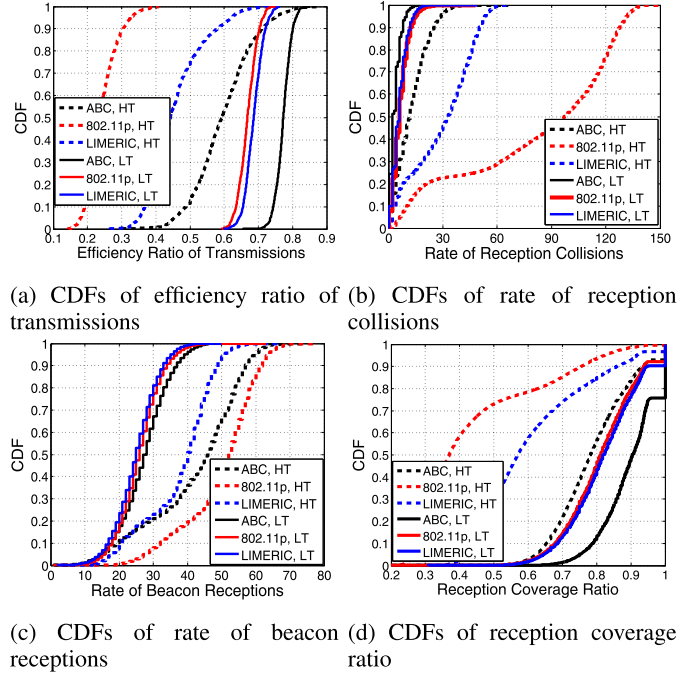 1
0.9
0.8
0.7
0.6
0.5
0.4
0.3
0.2
0.1
0
CDF
ABC, HT
802.11p, HT
LIMERIC, HT
ABC, LT
802.11p, LT
LIMERIC, LT
0.1 0.2 0.3 0.4 0.5 0.6 0.7 0.8 0.9
Efficiency Ratio of Transmissions
1
0.9
0.8
0.7
0.6
0.5
0.4
0.3
0.2
0.1
0
CDF
ABC, HT
802.11p, HT
LIMERIC, HT
ABC, LT
802.11p, LT
LIMERIC, LT
0 30 60 90 120 150
Rate of Reception Collisions
(a) CDFs of efficiency ratio of
transmissions
(b) CDFs of rate of reception
collisions
1
0.9
0.8
0.7
0.6
0.5
0.4
0.3
0.2
0.1
0
CDF
ABC, HT
802.11p, HT
LIMERIC, HT
ABC, LT
802.11p, LT
LIMERIC, LT
0 10 20 30 40 50 60 70 80
Rate of Beacon Receptions
1
0.9
0.8
0.7
0.6
0.5
0.4
0.3
0.2
0.1
0
CDF
ABC, HT
802.11p, HT
LIMERIC, HT
ABC, LT
802.11p, LT
LIMERIC, LT
0.2 0.3 0.4 0.5 0.6 0.7 0.8 0.9 1
Reception Coverage Ratio
(c) CDFs of rate of beacon
receptions
(d) CDFs of reception coverage
ratio